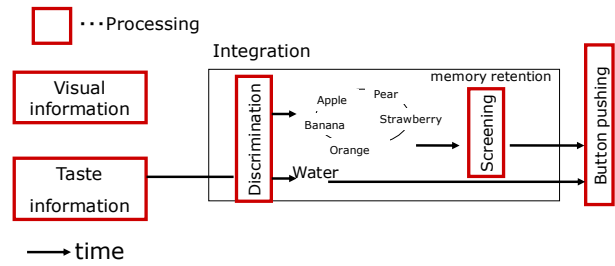 ···Processing
Integration
Visual
information
Taste
information
Discrimination
Apple
Pear
Banana
Strawberry
Orange
Water
memory retention
Screening
Button pushing
time